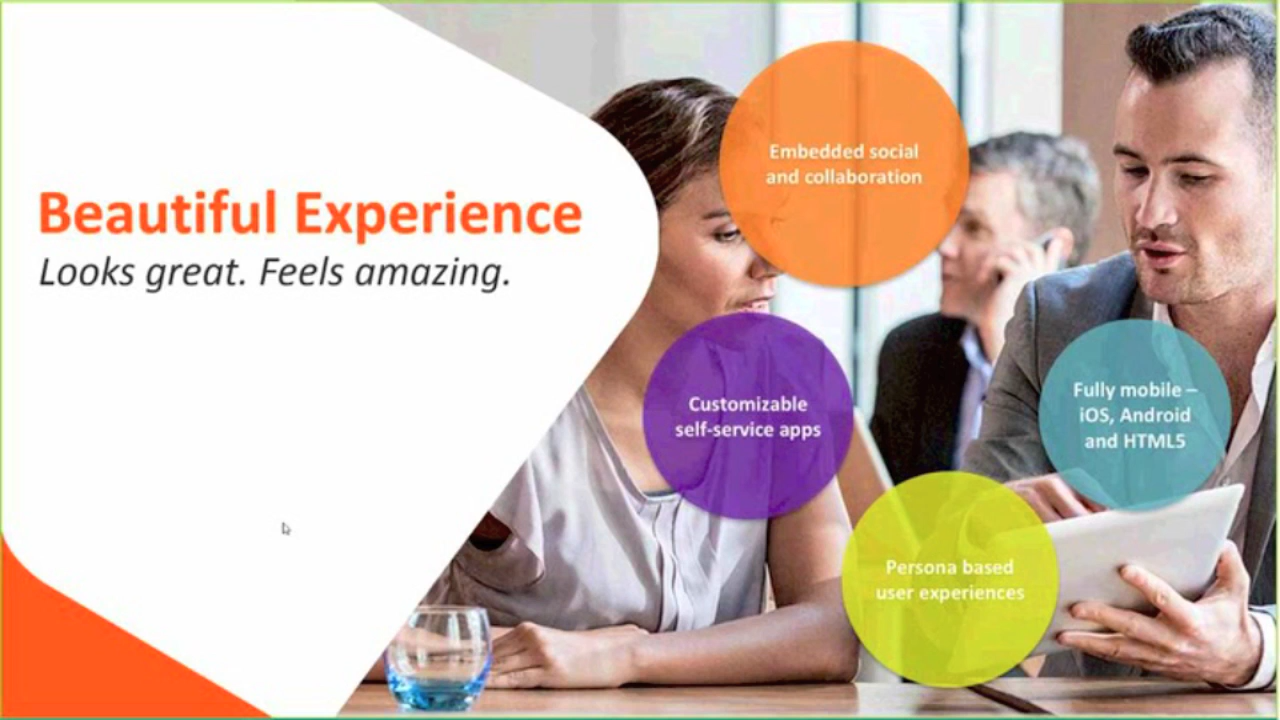 Beautiful Experience
Looks great. Feels amazing.
Embedded social
and collaboration
Customizable
self-service apps
Fully mobile –
iOS, Android
and HTML5
Persona based
user experiences